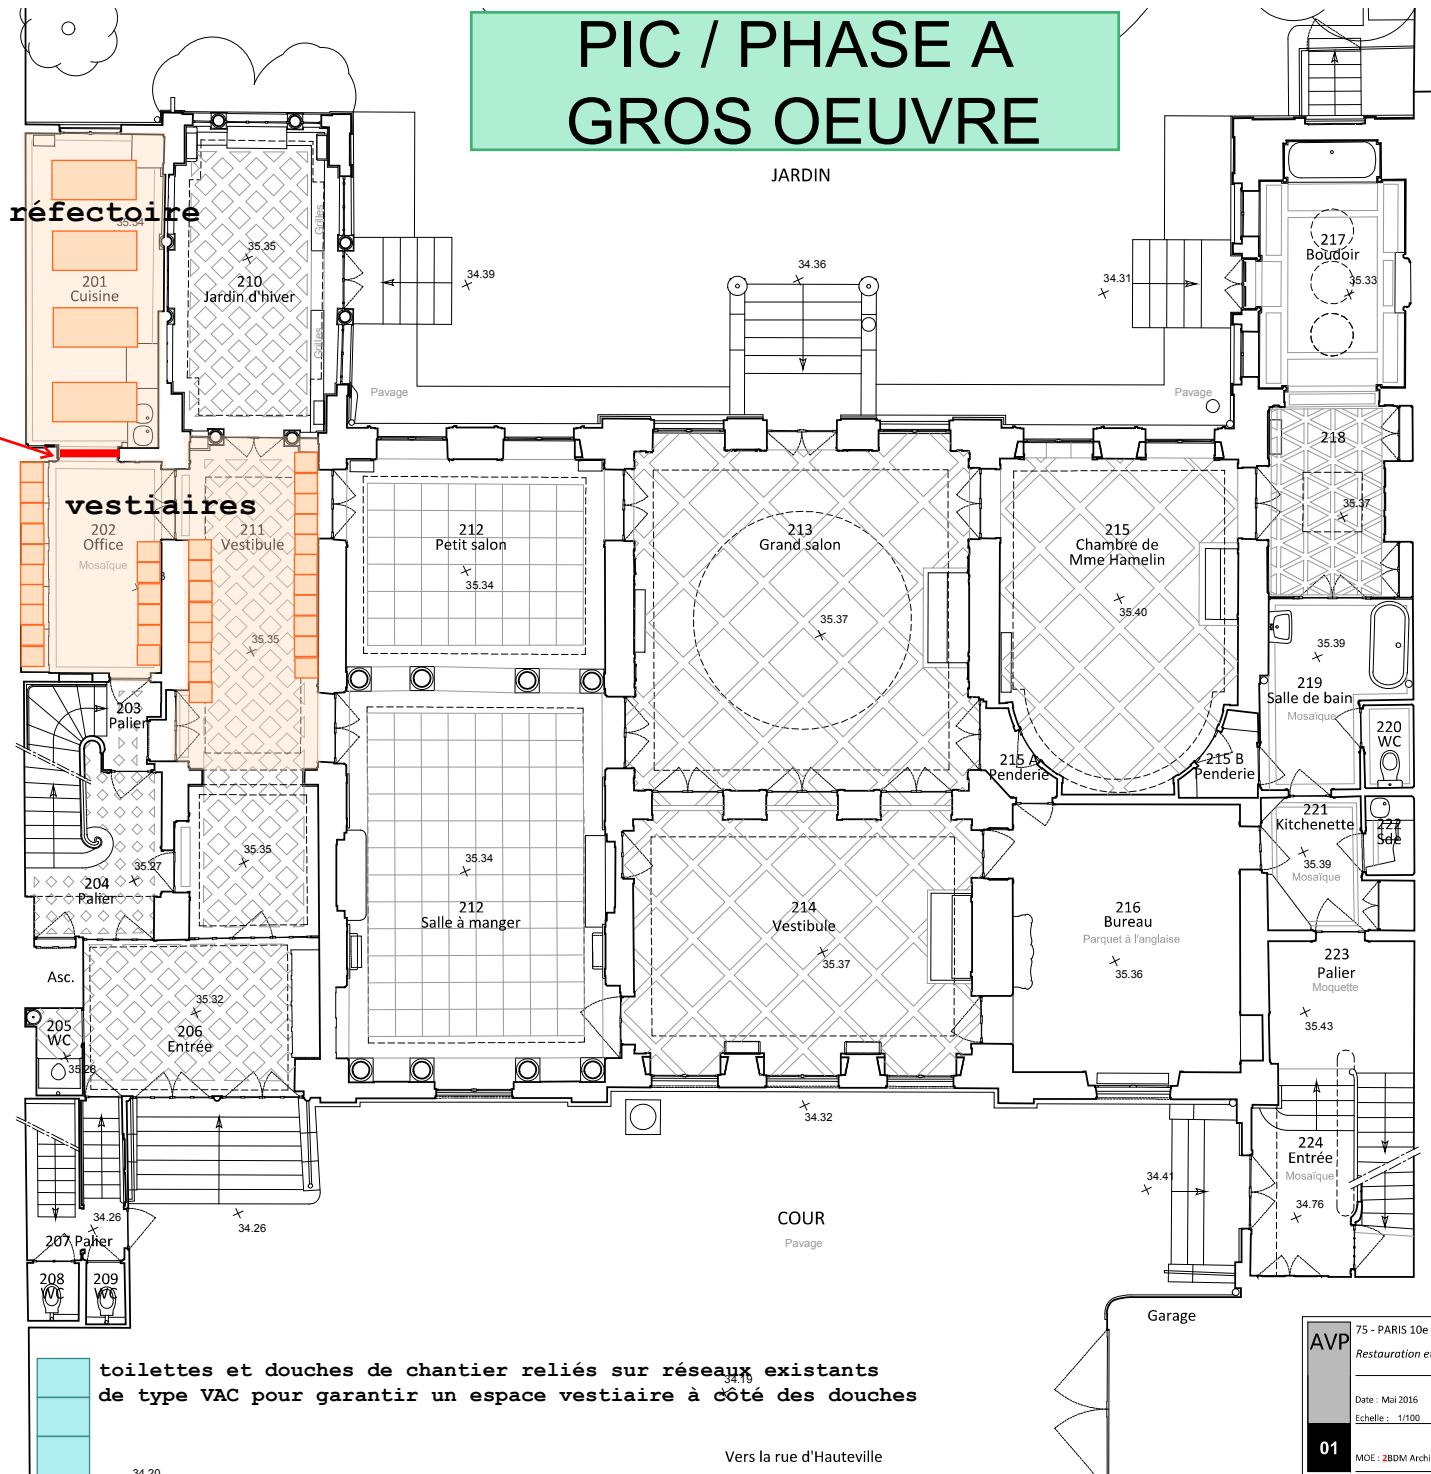 PIC / PHASE A
GROS OEUVRE
JARDIN
réfectoire
35.34
201
Cuisine
35.35
210
Jardin d'hiver
Grilles
Grilles
34.39
34.36
34.31
217
Boudoir
35.33
Pavage
Pavage
vestiaires
202
Office
Mosaïque
211
Vestibule
35.35
212
Petit salon
35.34
213
Grand salon
35.37
215
Chambre de
Mme Hamelin
35.40
218
35.37
35.39
219
Salle de bain
Mosaïque
220
WC
203
Palier
215 A
Penderie
215 B
Penderie
221
Kitchenette
35.39
Mosaïque
222
Sde
35.27
204
Palier
35.35
35.34
212
Salle à manger
214
Vestibule
35.37
216
Bureau
Parquet à l'anglaise
35.36
223
Palier
Moquette
35.43
Asc.
205
WC
35.28
35.32
206
Entrée
34.32
34.41
224
Entrée
Mosaïque
34.76
34.26
207 Palier
34.26
208
WC
209
WC
COUR
Pavage
Garage
toilettes et douches de chantier reliés sur réseaux existants
de type VAC pour garantir un espace vestiaire à côté des douches
34.19
Vers la rue d'Hauteville
34.20
AVP
75 - PARIS 10e
Restauration et
Date : Mai 2016
Echelle : 1/100
01
MOE : 2BDM Archi